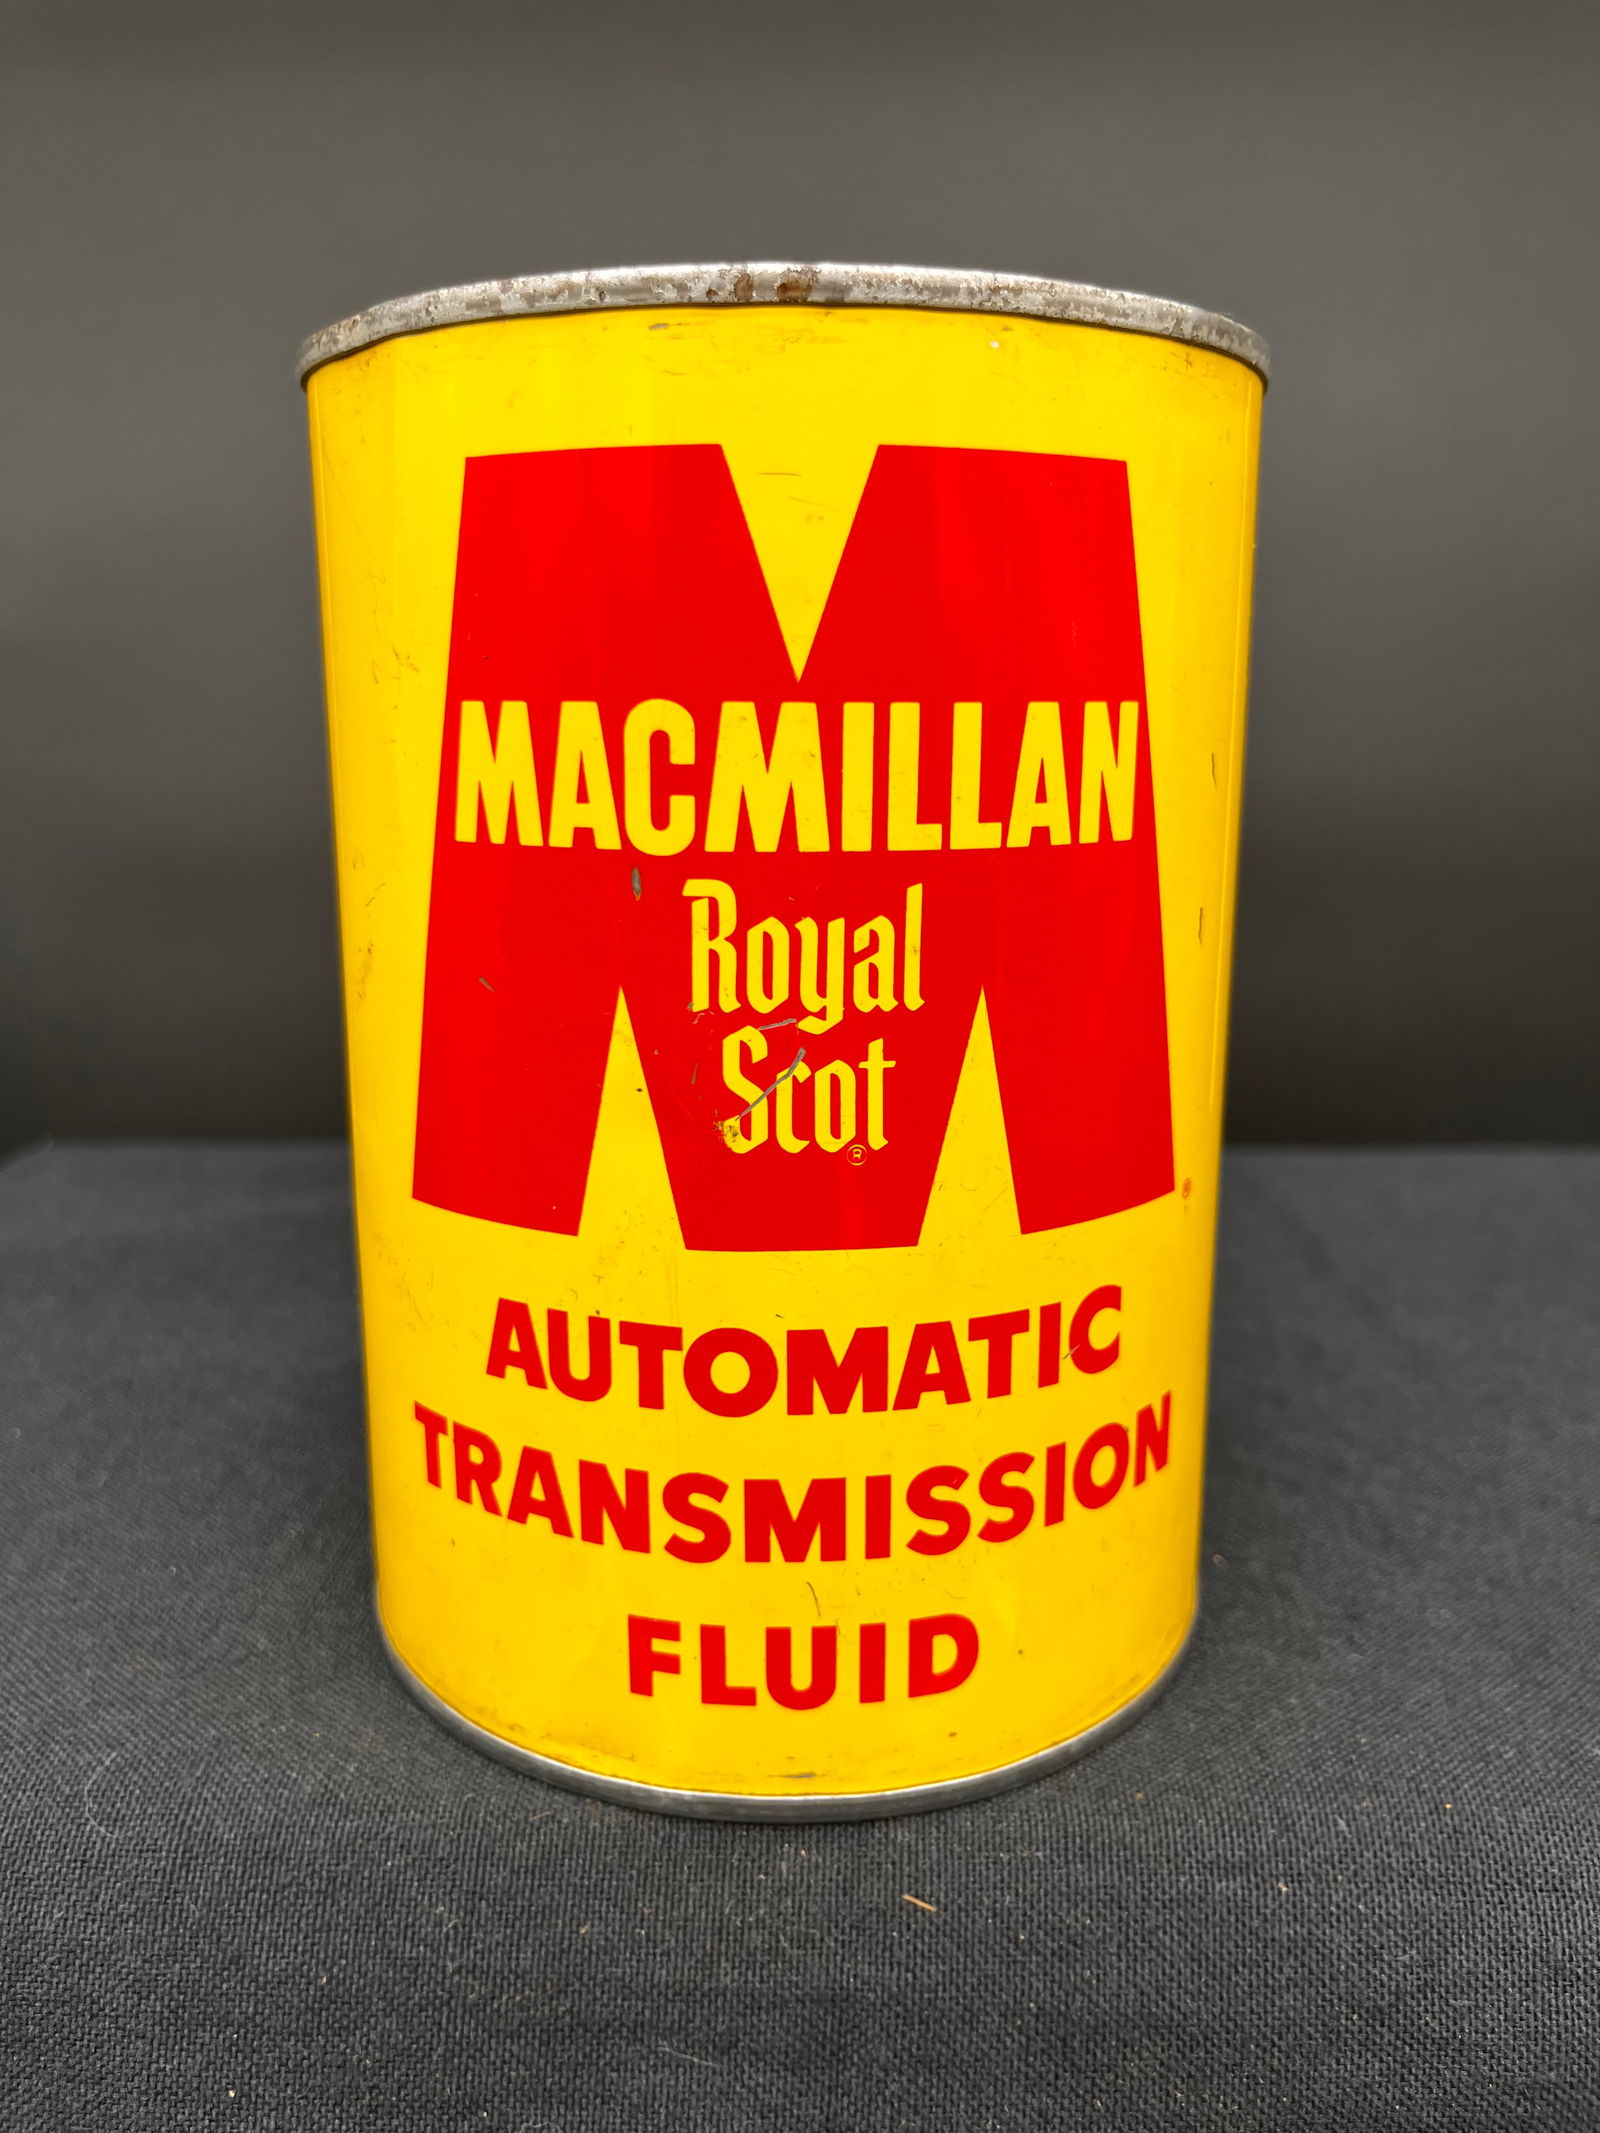 MACMILLAN
Royal
Scot®
AUTOMATIC
TRANSMISSION
FLUID